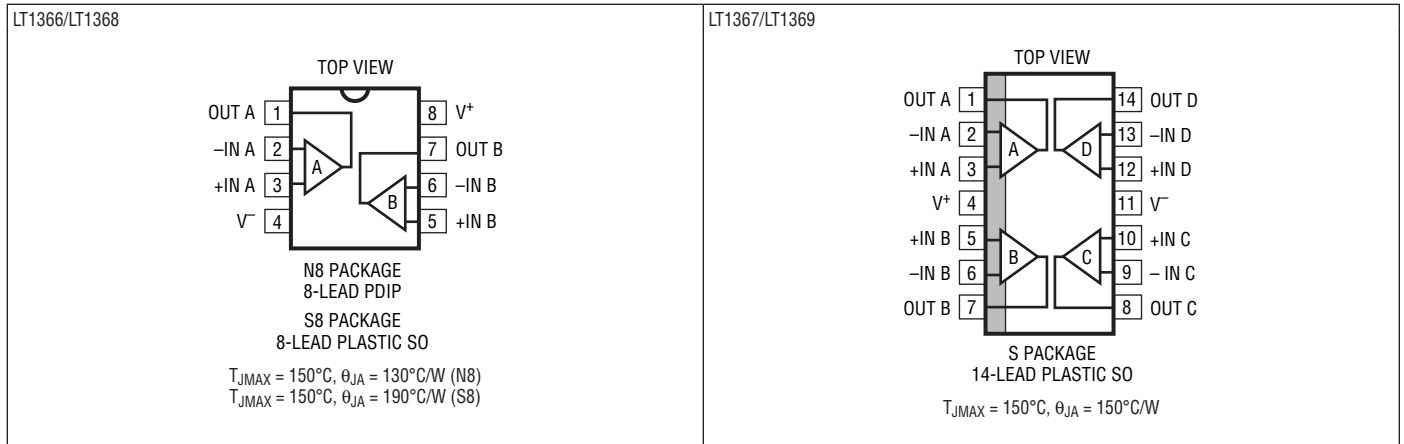 LT1366/LT1368
TOP VIEW
OUT A 1
–IN A 2
+IN A 3
V– 4
8 V+
7 OUT B
6 –IN B
5 +IN B
A
B
N8 PACKAGE
8-LEAD PDIP
S8 PACKAGE
8-LEAD PLASTIC SO
TJMAX = 150°C, θJA = 130°C/W (N8)
TJMAX = 150°C, θJA = 190°C/W (S8)
LT1367/LT1369
TOP VIEW
OUT A 1
–IN A 2
+IN A 3
V+ 4
+IN B 5
–IN B 6
OUT B 7
14 OUT D
13 –IN D
12 +IN D
11 V–
10 +IN C
9 – IN C
8 OUT C
A
D
B
C
S PACKAGE
14-LEAD PLASTIC SO
TJMAX = 150°C, θJA = 150°C/W